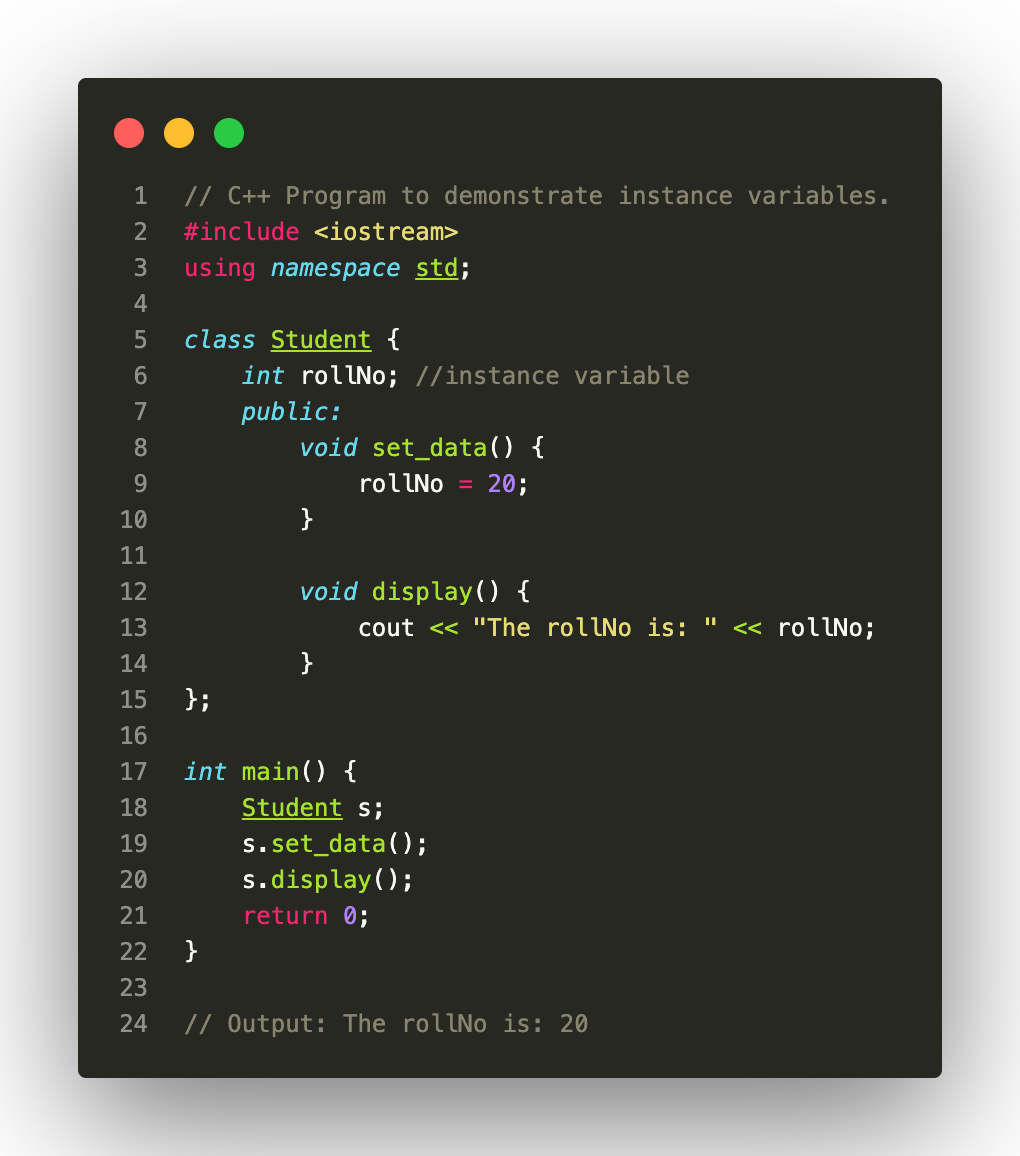 1 // C++ Program to demonstrate instance variables.
2 #include <iostream>
3 using namespace std;
4
5 class Student {
6     int rollNo; //instance variable
7     public:
8         void set_data() {
9             rollNo = 20;
10         }
11
12         void display() {
13             cout << "The rollNo is: " << rollNo;
14         }
15 };
16
17 int main() {
18     Student s;
19     s.set_data();
20     s.display();
21     return 0;
22 }
23
24 // Output: The rollNo is: 20